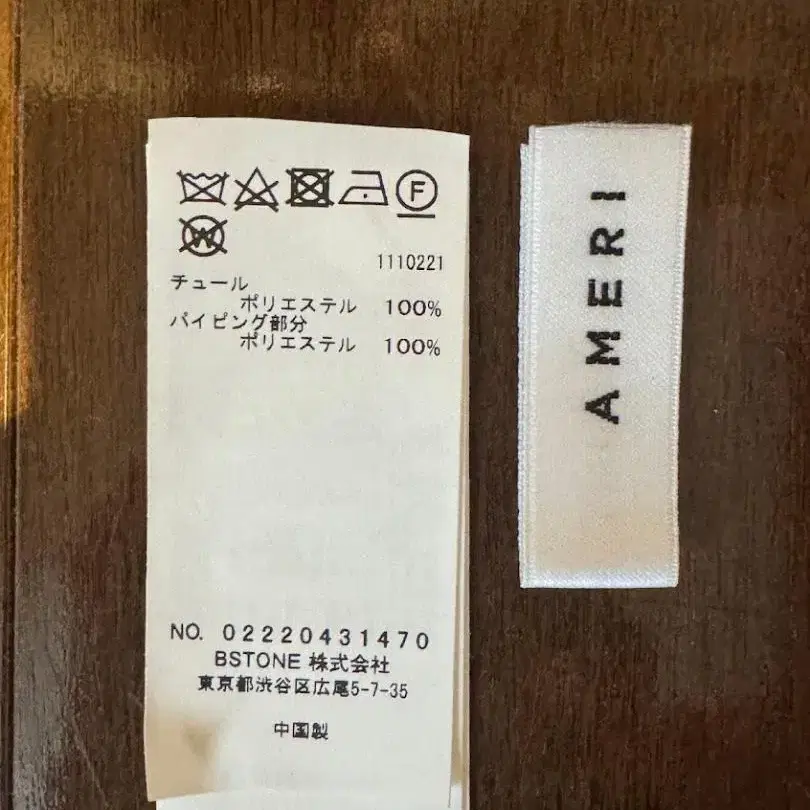 F
W
1110221
チュール
ポリエステル 100%
パイピング部分
ポリエステル 100%
NO. 02220431470
BSTONE 株式会社
東京都渋谷区広尾5-7-35
中国製
AMERI